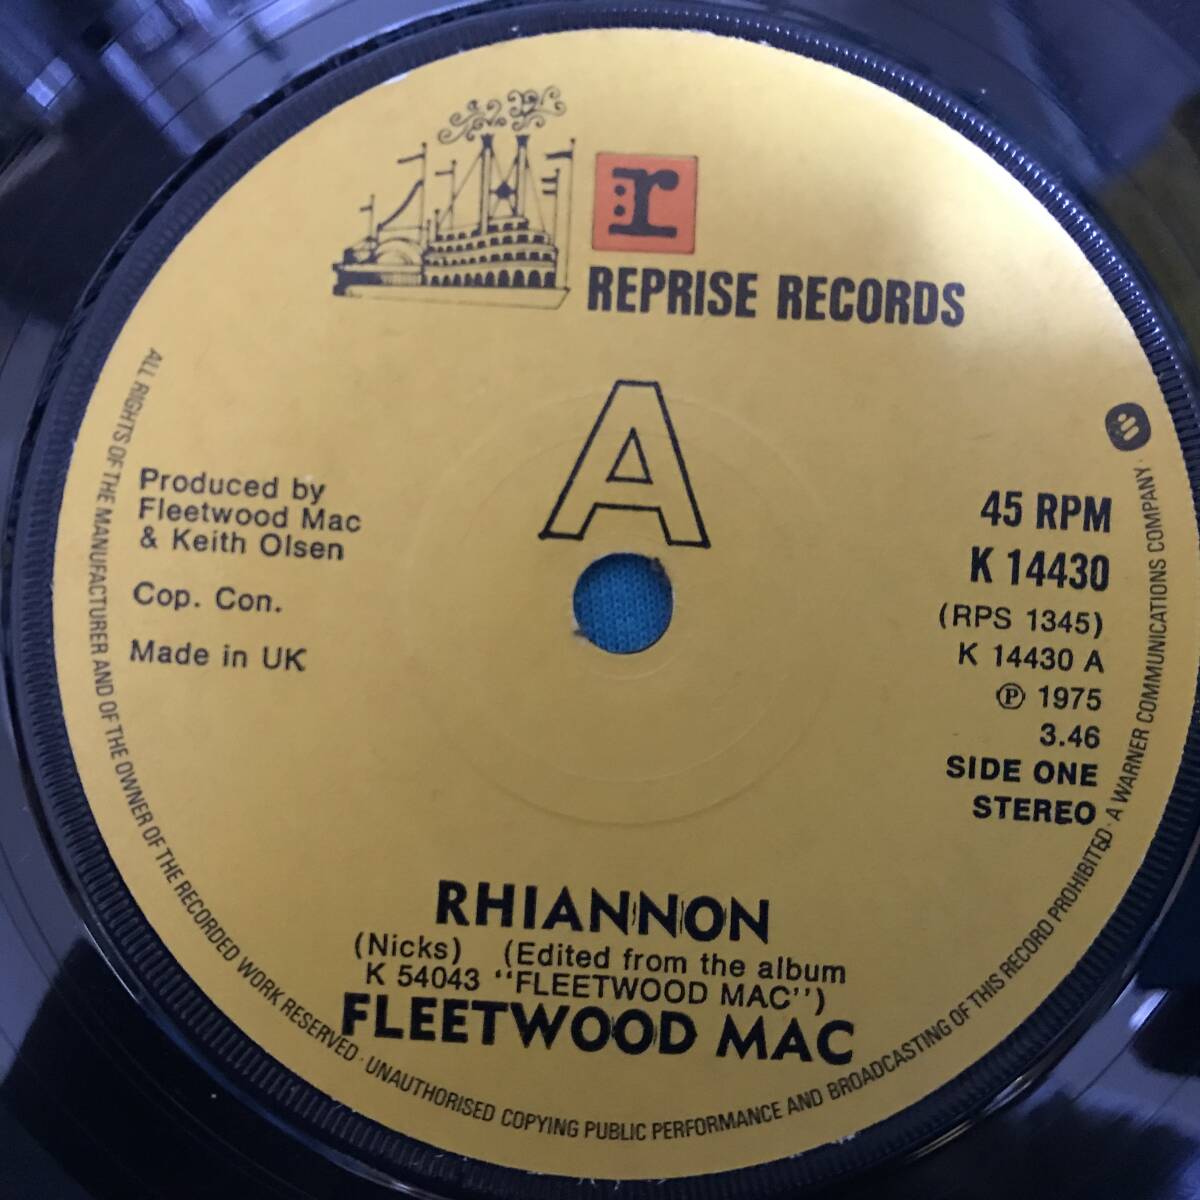 r
REPRISE RECORDS
A
Produced by
Fleetwood Mac
& Keith Olsen
Cop. Con.
Made in UK
45 RPM
K 14430
(RPS 1345)
K 14430 A
Ⓟ 1975
3.46
SIDE ONE
STEREO
RHIANNON
(Nicks) (Edited from the album
K 54043 "FLEETWOOD MAC")
FLEETWOOD MAC
ALL RIGHTS OF THE MANUFACTURER AND OF THE OWNER OF THE RECORDED WORK RESERVED · UNAUTHORISED COPYING PUBLIC PERFORMANCE AND BROADCASTING OF THIS RECORD PROHIBITED · A WARNER COMMUNICATIONS COMPANY ·